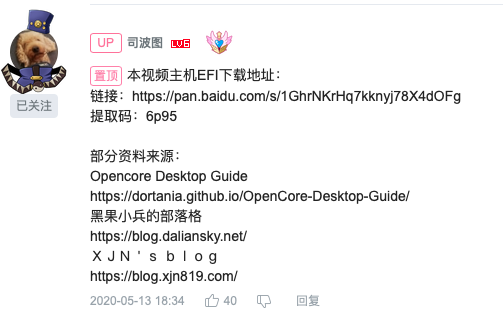 UP 司波图 LV6
置顶 本视频主机EFI下载地址：
链接：https://pan.baidu.com/s/1GhrNKrHq7kknyj78X4dOFg
提取码：6p95
已关注
部分资料来源：
Opencore Desktop Guide
https://dortania.github.io/OpenCore-Desktop-Guide/
黑果小兵的部落格
https://blog.daliansky.net/
ＸＪＮ＇ｓ ｂｌｏｇ
https://blog.xjn819.com/
2020-05-13 18:34 40 回复